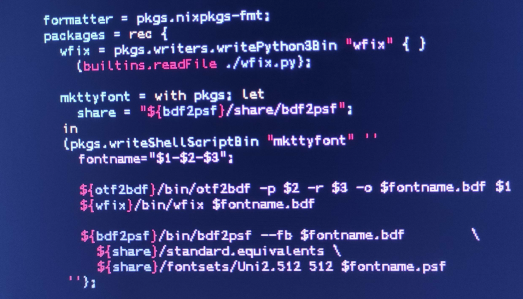 formatter = pkgs.nixpkgs-fmt;
packages = rec {
wfix = pkgs.writers.writePython3Bin "wfix" { }
(builtins.readFile ./wfix.py);
mkttyfont = with pkgs; let
share = "${bdf2psf}/share/bdf2psf";
in
(pkgs.writeShellScriptBin "mkttyfont" ''
fontname="$1-$2-$3";
${otf2bdf}/bin/otf2bdf -p $2 -r $3 -o $fontname.bdf $1
${wfix}/bin/wfix $fontname.bdf
${bdf2psf}/bin/bdf2psf --fb $fontname.bdf \
${share}/standard.equivalents \
${share}/fontsets/Uni2.512 512 $fontname.psf
'');